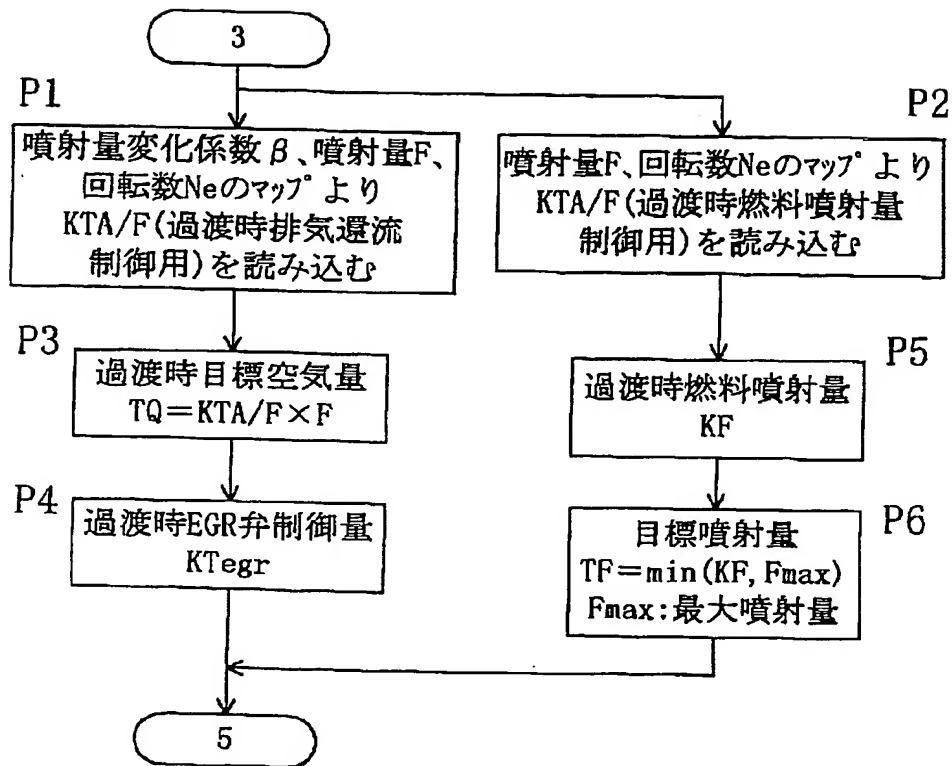 3
P1
噴射量変化係数β、噴射量F、
回転数Neのマップより
KTA/F(過渡時排気還流
制御用)を読み込む
P2
噴射量F、回転数Neのマップより
KTA/F(過渡時燃料噴射量
制御用)を読み込む
P3
過渡時目標空気量
TQ=KTA/F×F
P5
過渡時燃料噴射量
KF
P4
過渡時EGR弁制御量
KTegr
P6
目標噴射量
TF=min(KF,Fmax)
Fmax:最大噴射量
5